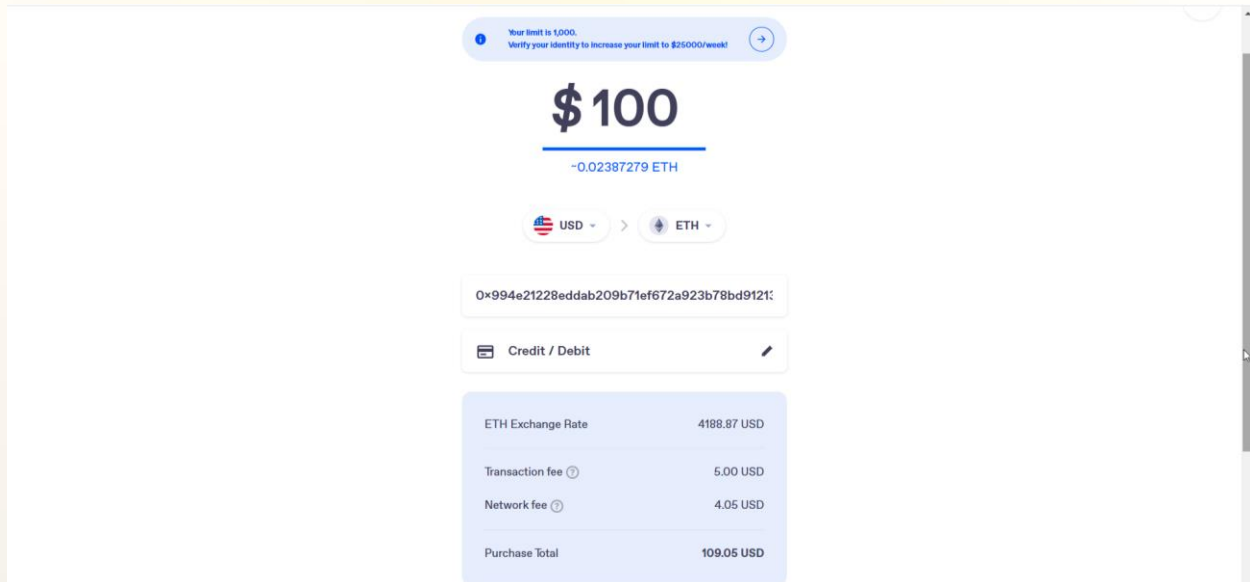 Your limit is 1,000.
Verify your identity to increase your limit to $25000/week!
$ 100
~0.02387279 ETH
USD > ETH
0×994e21228eddab209b71ef672a923b78bd9121
Credit / Debit
ETH Exchange Rate 4188.87 USD
Transaction fee ? 5.00 USD
Network fee ? 4.05 USD
Purchase Total 109.05 USD